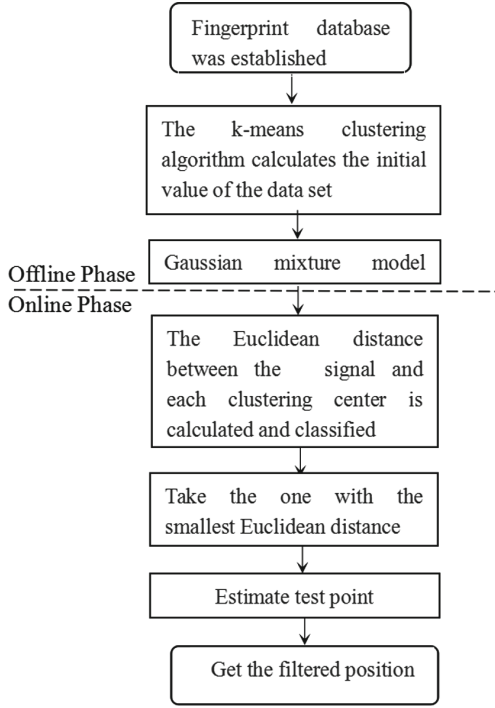 Fingerprint database
was established
The k-means clustering
algorithm calculates the initial
value of the data set
Gaussian mixture model
Offline Phase
Online Phase
The Euclidean distance
between the signal and
each clustering center is
calculated and classified
Take the one with the
smallest Euclidean distance
Estimate test point
Get the filtered position